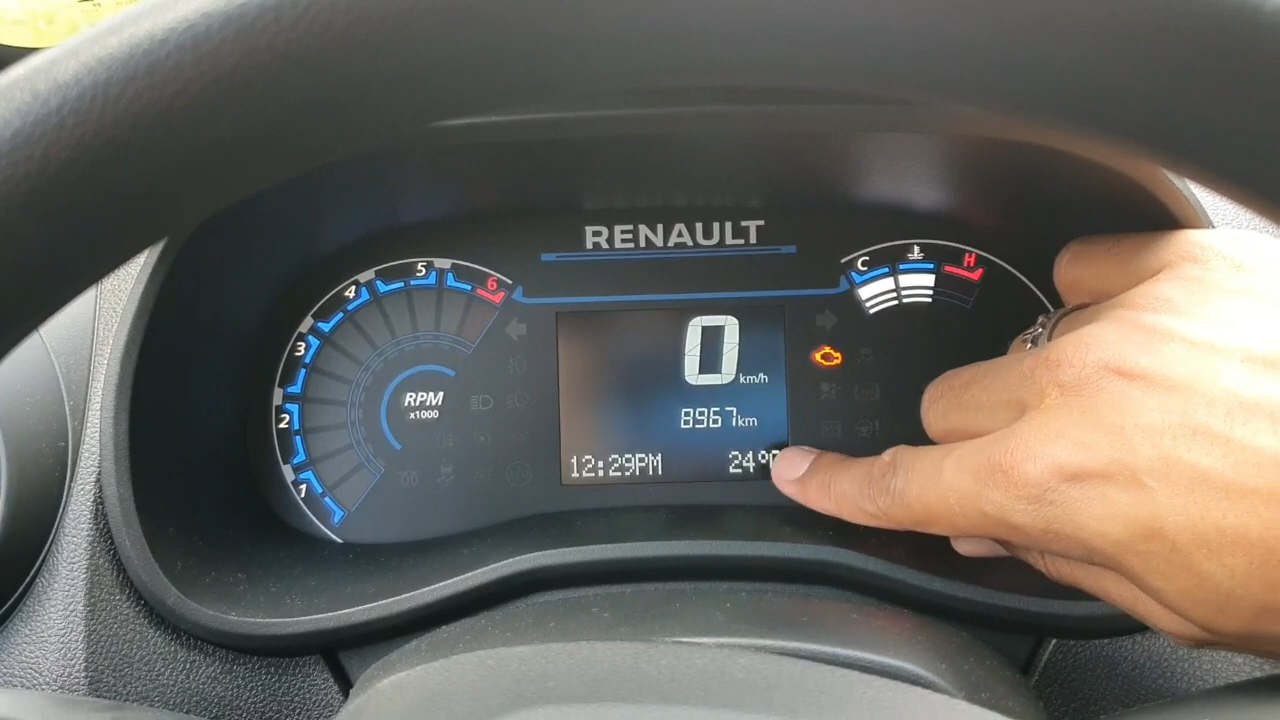 RENAULT
6
5
4
3
2
1
RPM
x1000
0
km/h
8967km
12:29PM
24°
C
H